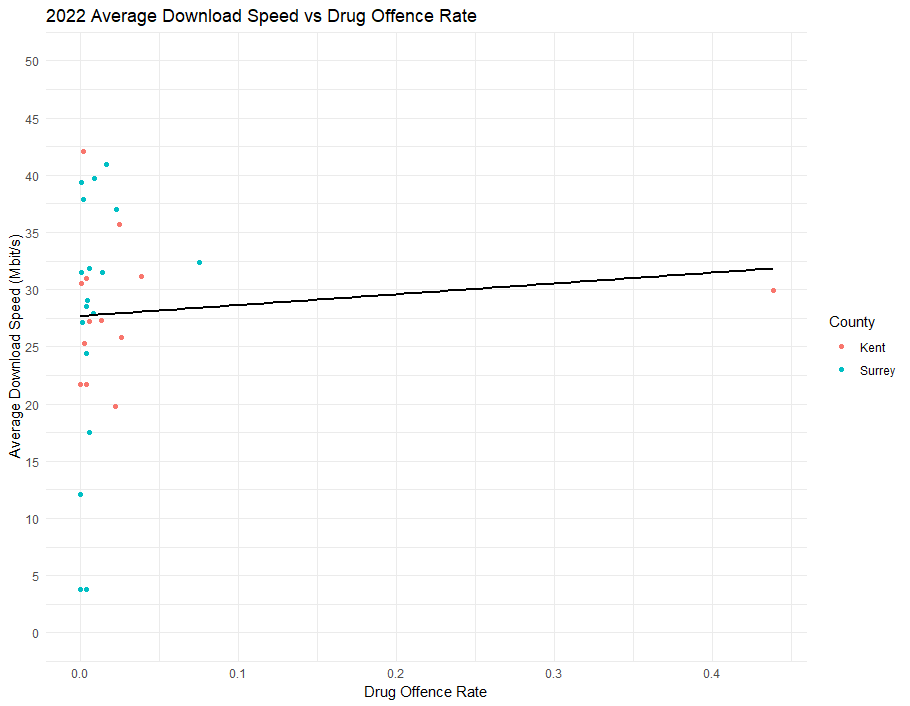 2022 Average Download Speed vs Drug Offence Rate
50
45
40
35
30
25
20
15
10
5
0
Average Download Speed (Mbit/s)
0.0 0.1 0.2 0.3 0.4
Drug Offence Rate
County
Kent
Surrey